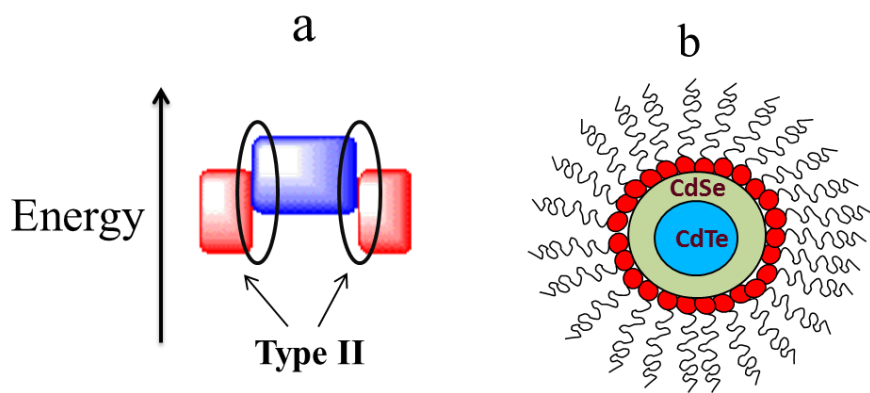 a
b
Energy
Type II
CdSe
CdTe